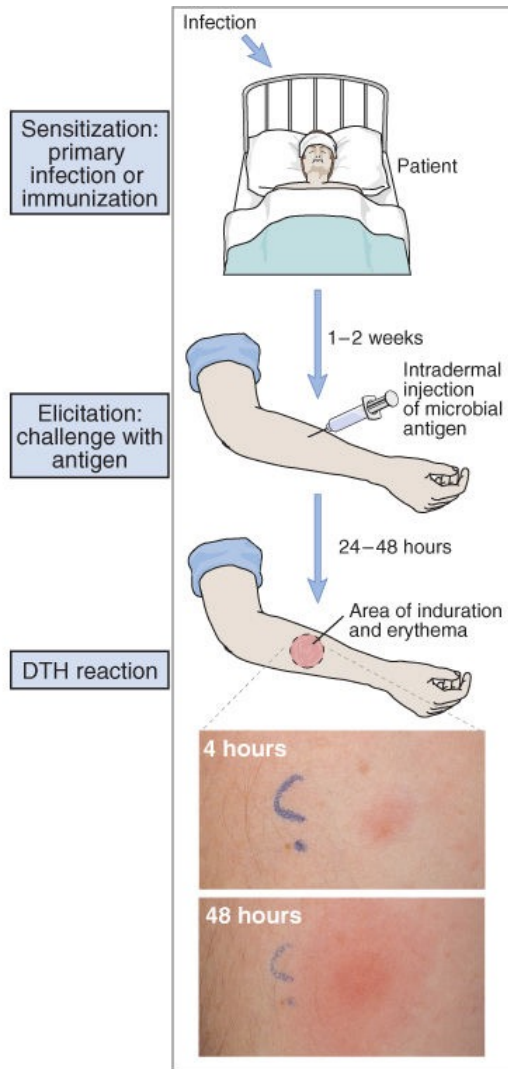 Infection
Sensitization:
primary
infection or
immunization
Patient
1–2 weeks
Intradermal
injection
of microbial
antigen
Elicitation:
challenge with
antigen
24–48 hours
Area of induration
and erythema
DTH reaction
4 hours
48 hours